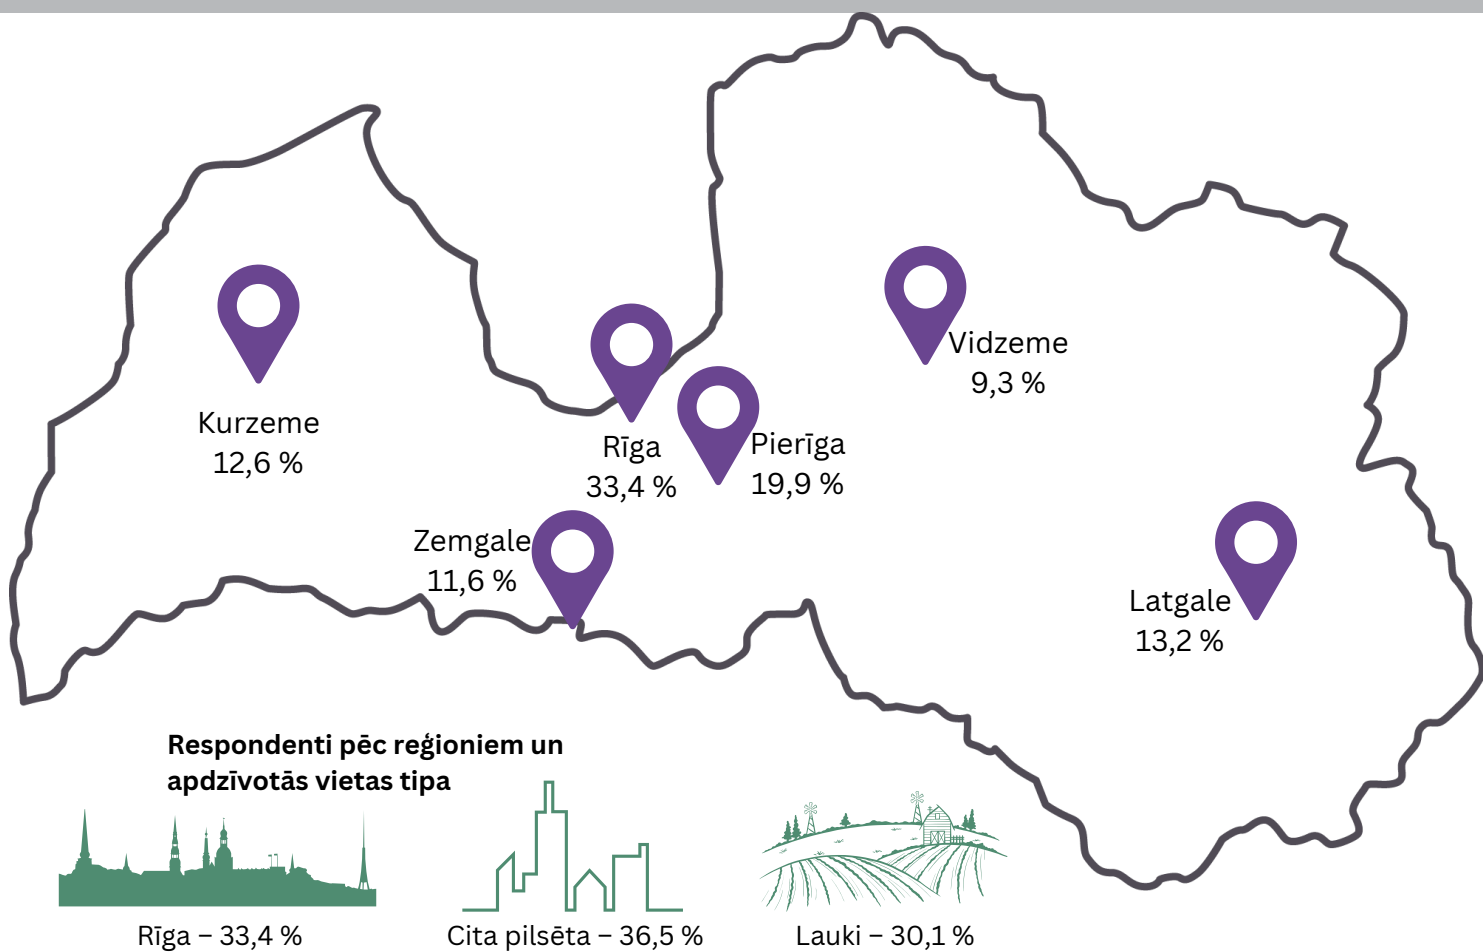 Vidzeme
9,3 %
Kurzeme
12,6 %
Rīga
33,4 %
Pierīga
19,9 %
Zemgale
11,6 %
Latgale
13,2 %
Respondenti pēc reģioniem un
apdzīvotās vietas tipa
Rīga – 33,4 %
Cita pilsēta – 36,5 %
Lauki – 30,1 %